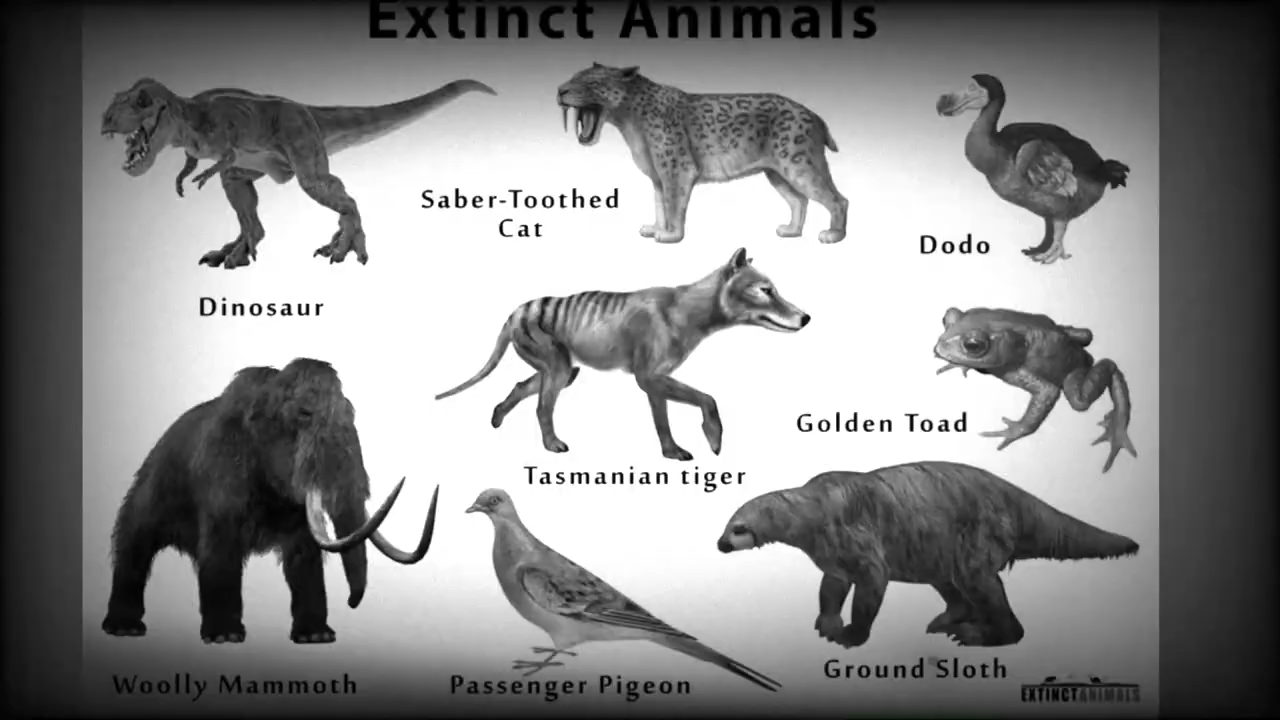 Extinct Animals
Saber-Toothed
Cat
Dodo
Dinosaur
Golden Toad
Tasmanian tiger
Ground Sloth
Woolly Mammoth
Passenger Pigeon
EXTINCTANIMALS